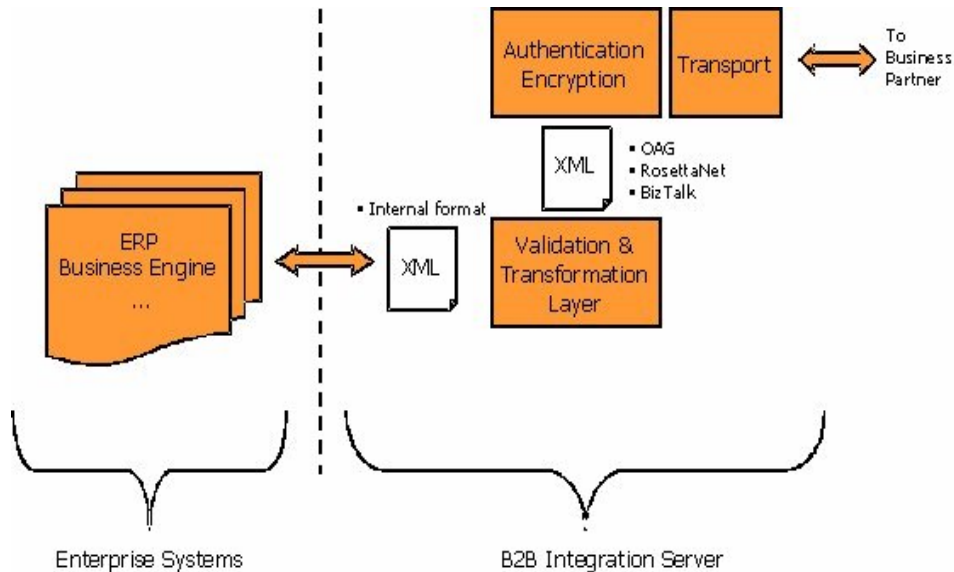 Authentication
Encryption
Transport
To
Business
Partner
XML
▪ OAG
▪ RosettaNet
▪ BizTalk
▪ Internal format
ERP
Business Engine
...
XML
Validation &
Transformation
Layer
Enterprise Systems
B2B Integration Server